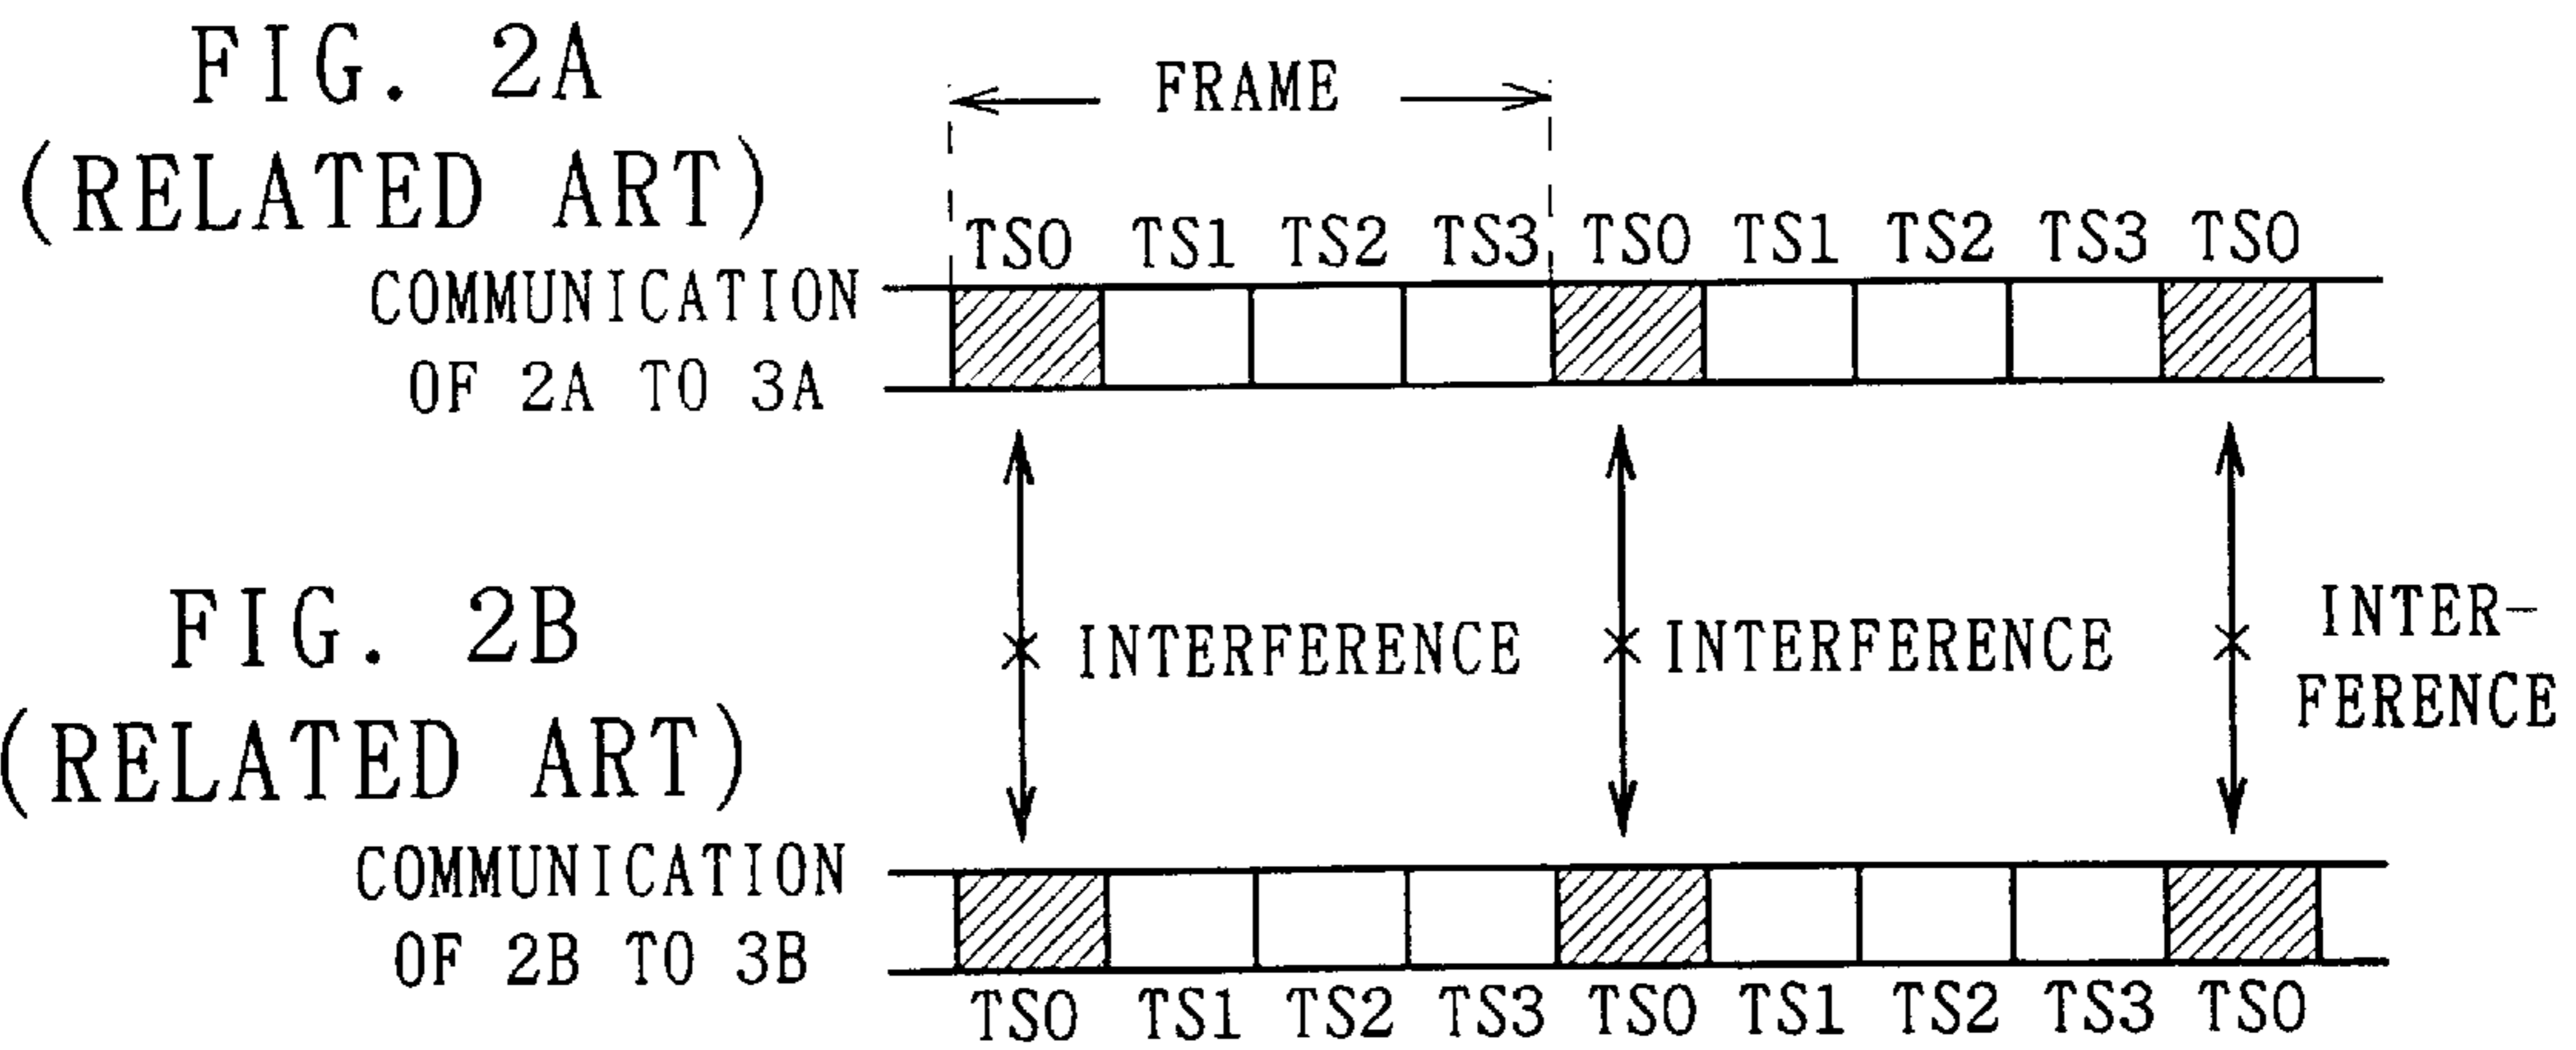 FIG. 2A
(RELATED ART)
FRAME
TS0 TS1 TS2 TS3 TS0 TS1 TS2 TS3 TS0
COMMUNICATION
OF 2A TO 3A
INTERFERENCE
INTERFERENCE
INTER-
FERENCE
FIG. 2B
(RELATED ART)
COMMUNICATION
OF 2B TO 3B
TS0 TS1 TS2 TS3 TS0 TS1 TS2 TS3 TS0